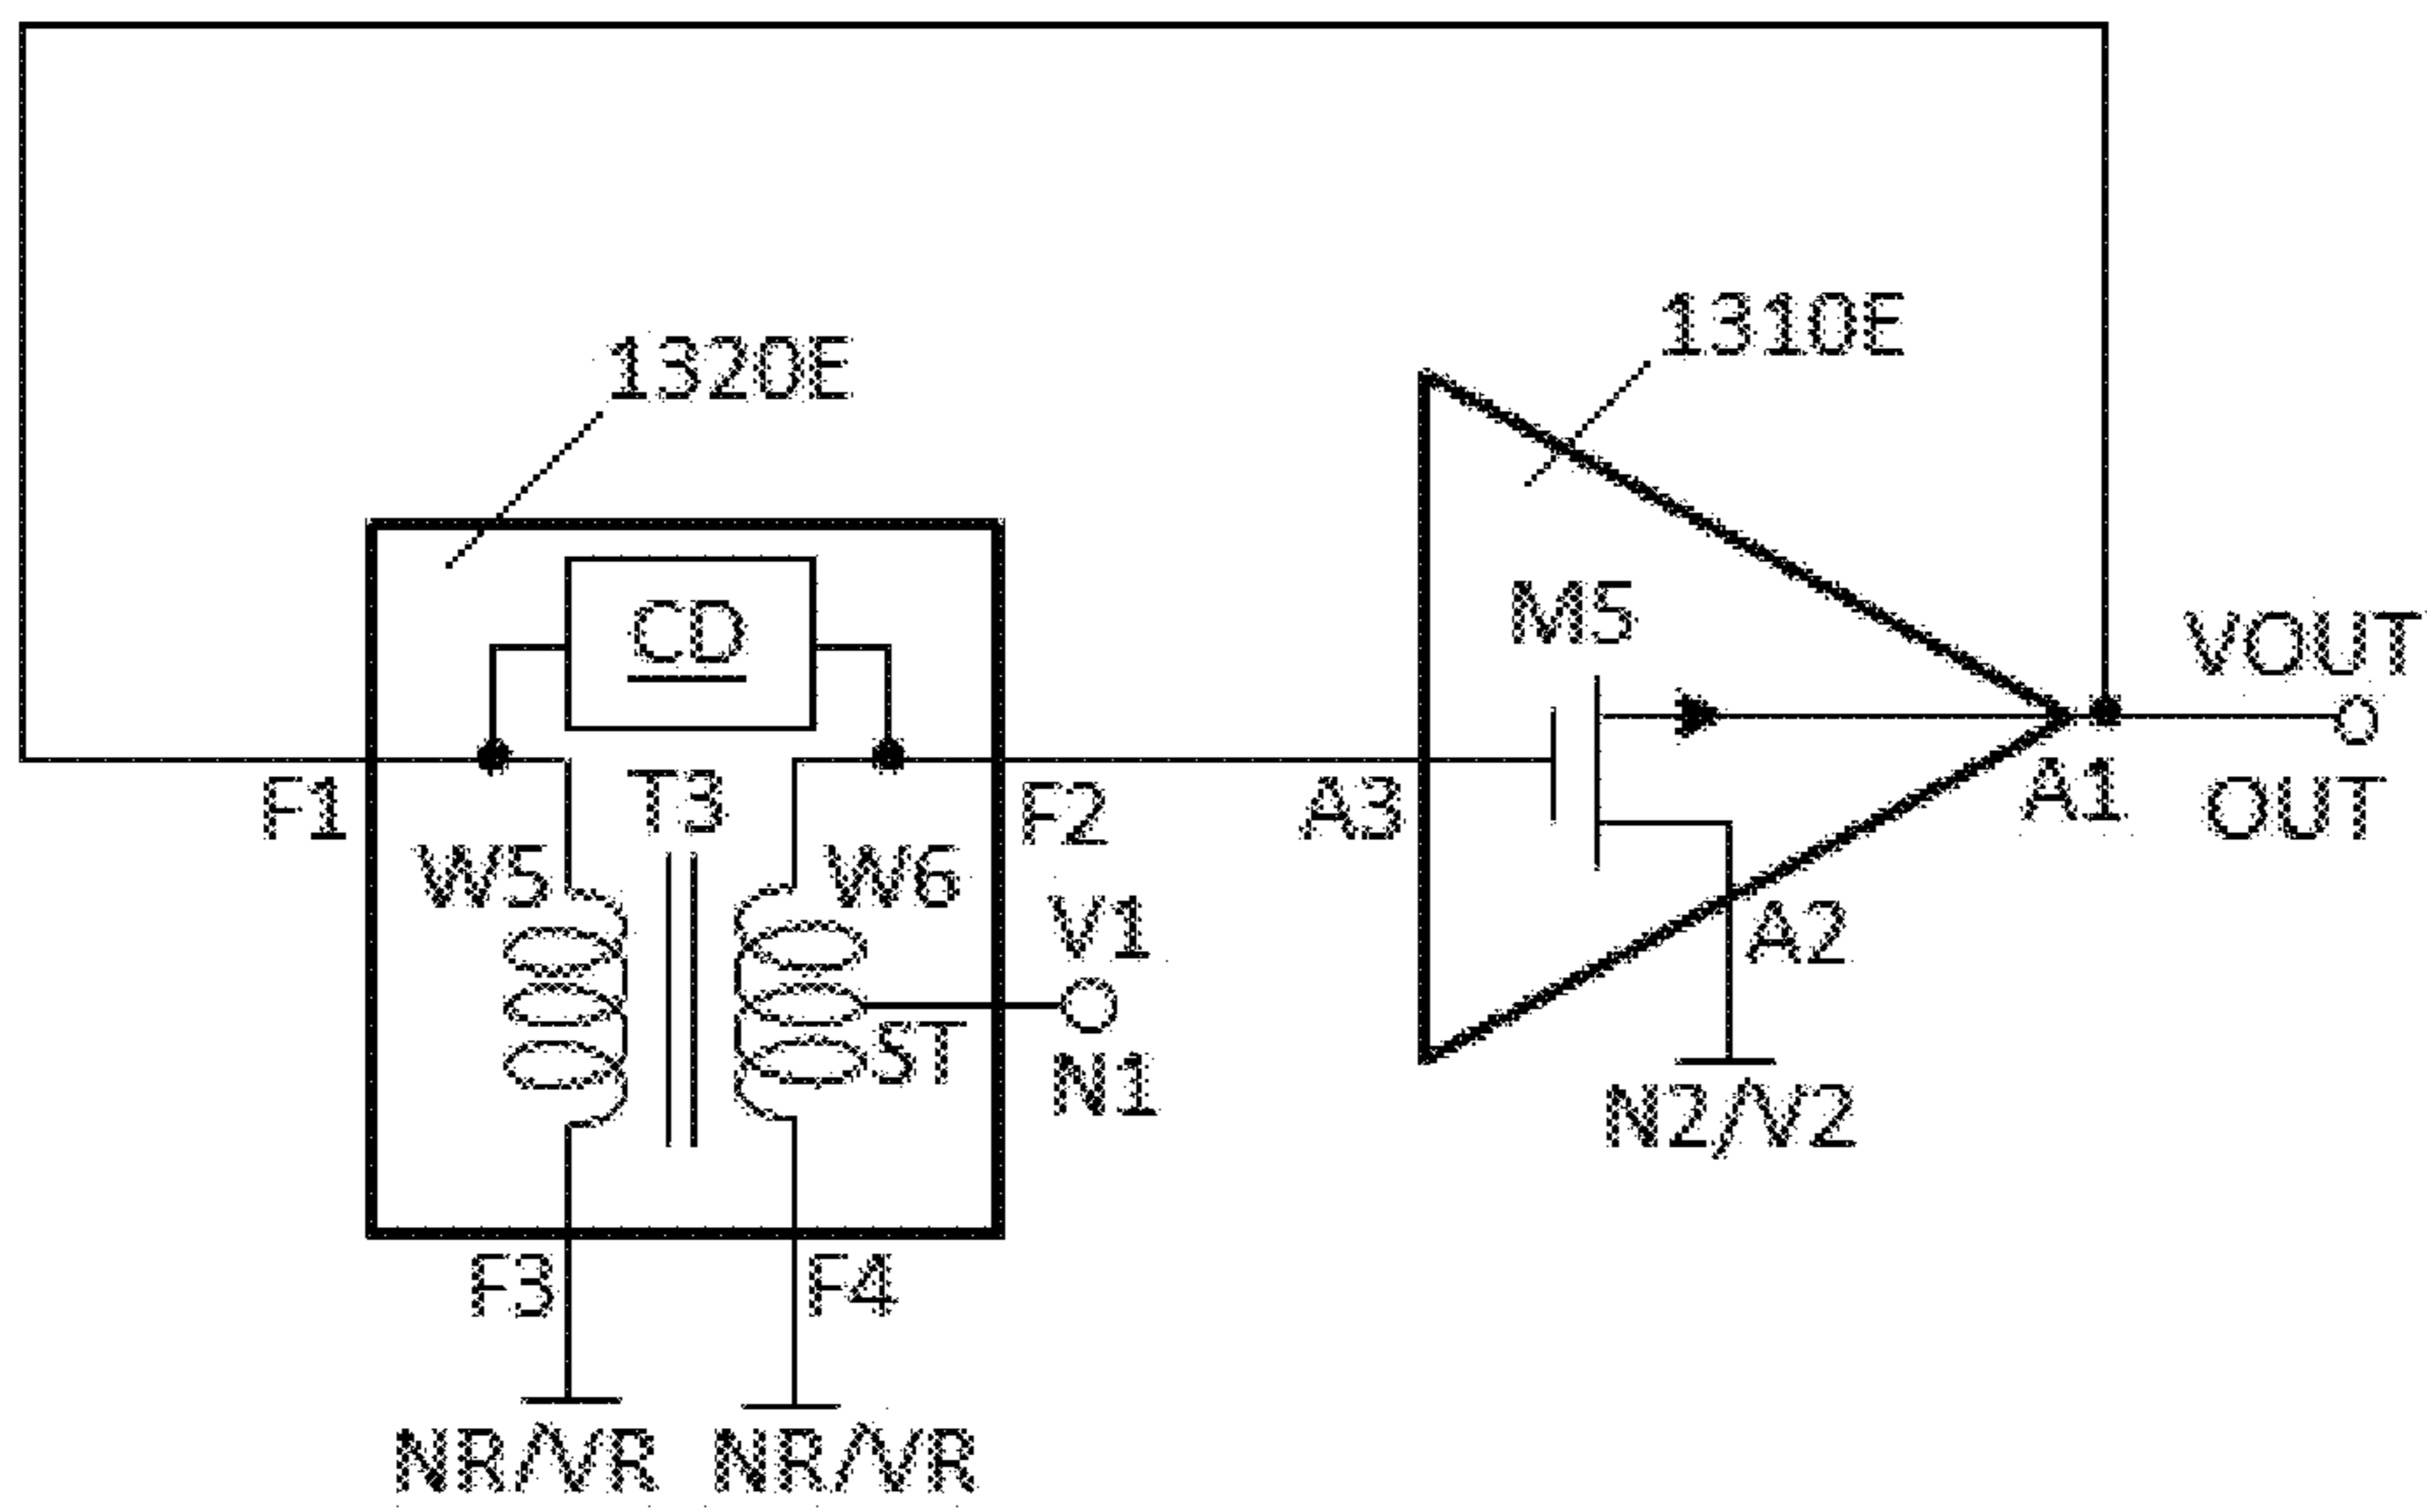 1310E
1320E
CD
M5
VOUT
F1
T3
F2
A3
A1
OUT
W5
W6
V1
A2
ST
N1
N2/V2
F3
F4
NR/VR
NR/VR